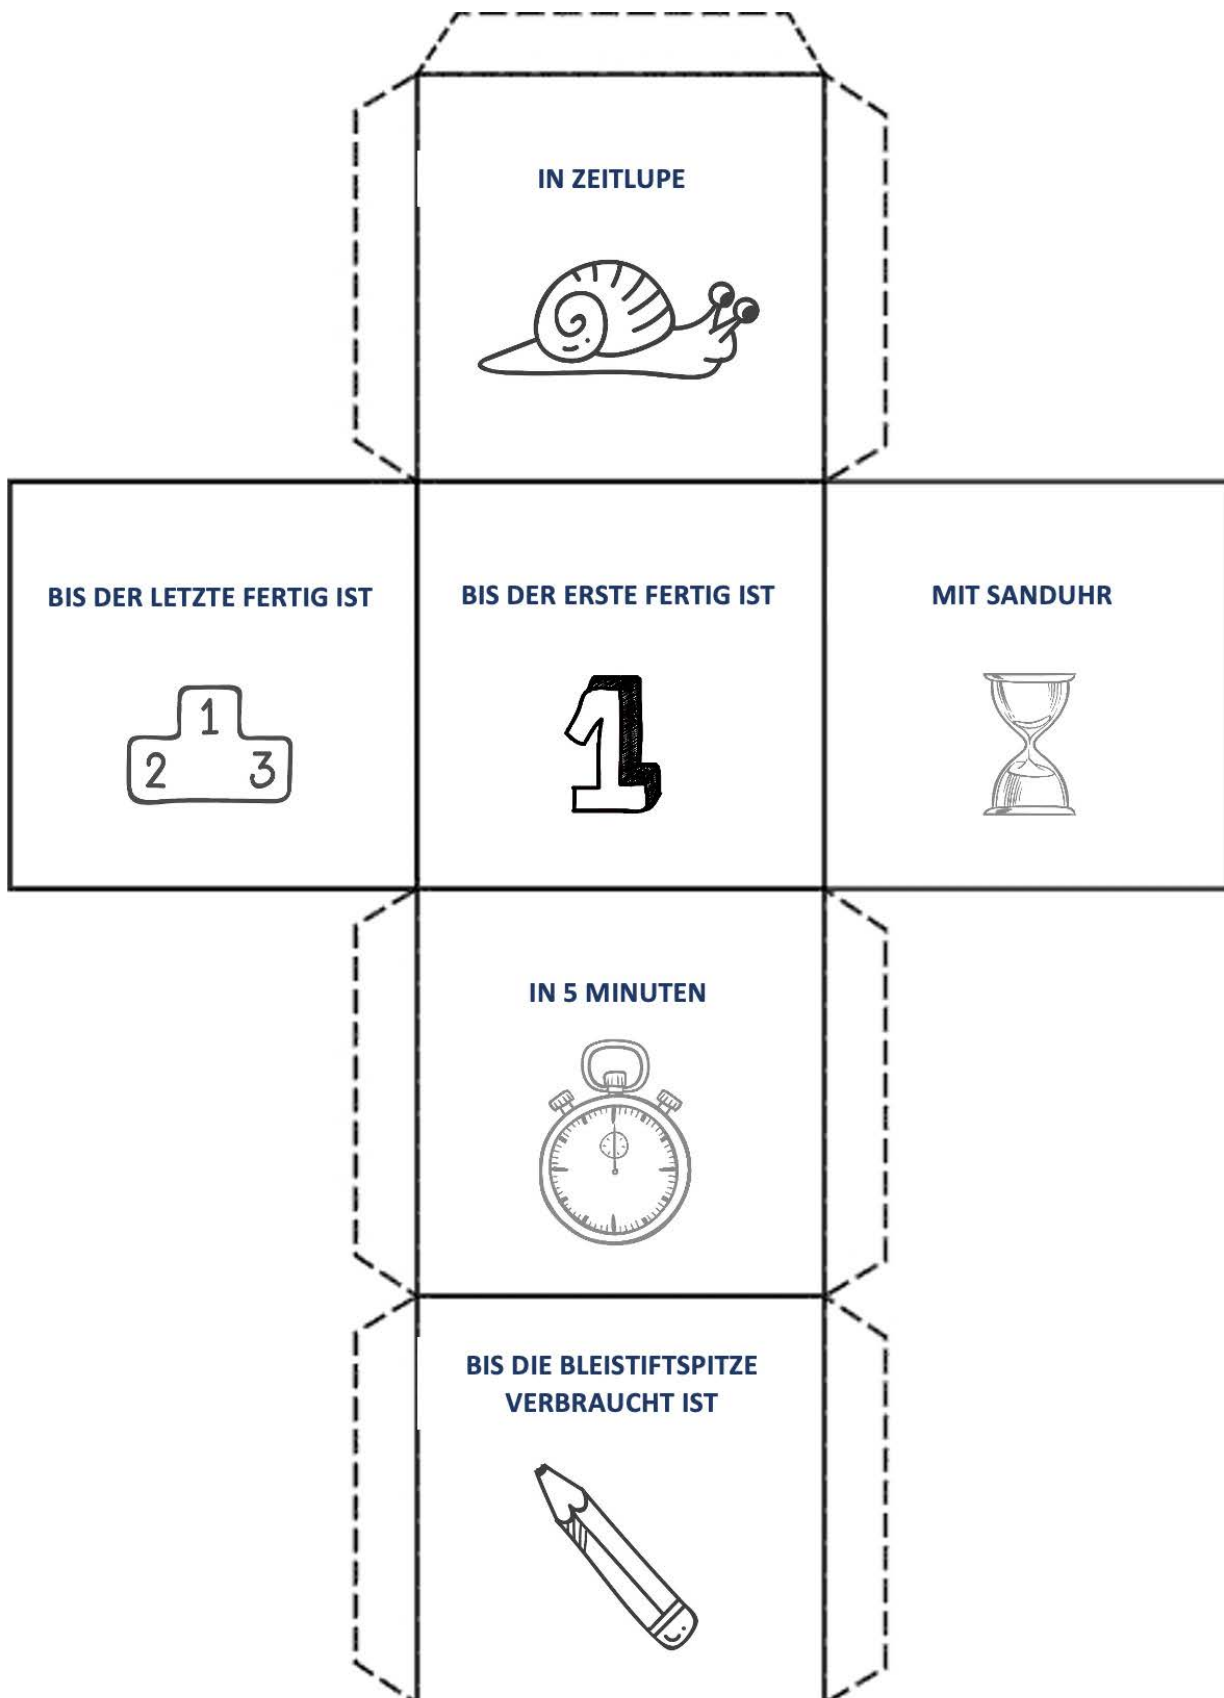 IN ZEITLUPE
BIS DER LETZTE FERTIG IST
1
2 3
BIS DER ERSTE FERTIG IST
1
MIT SANDUHR
IN 5 MINUTEN
BIS DIE BLEISTIFTSPITZE
VERBRAUCHT IST